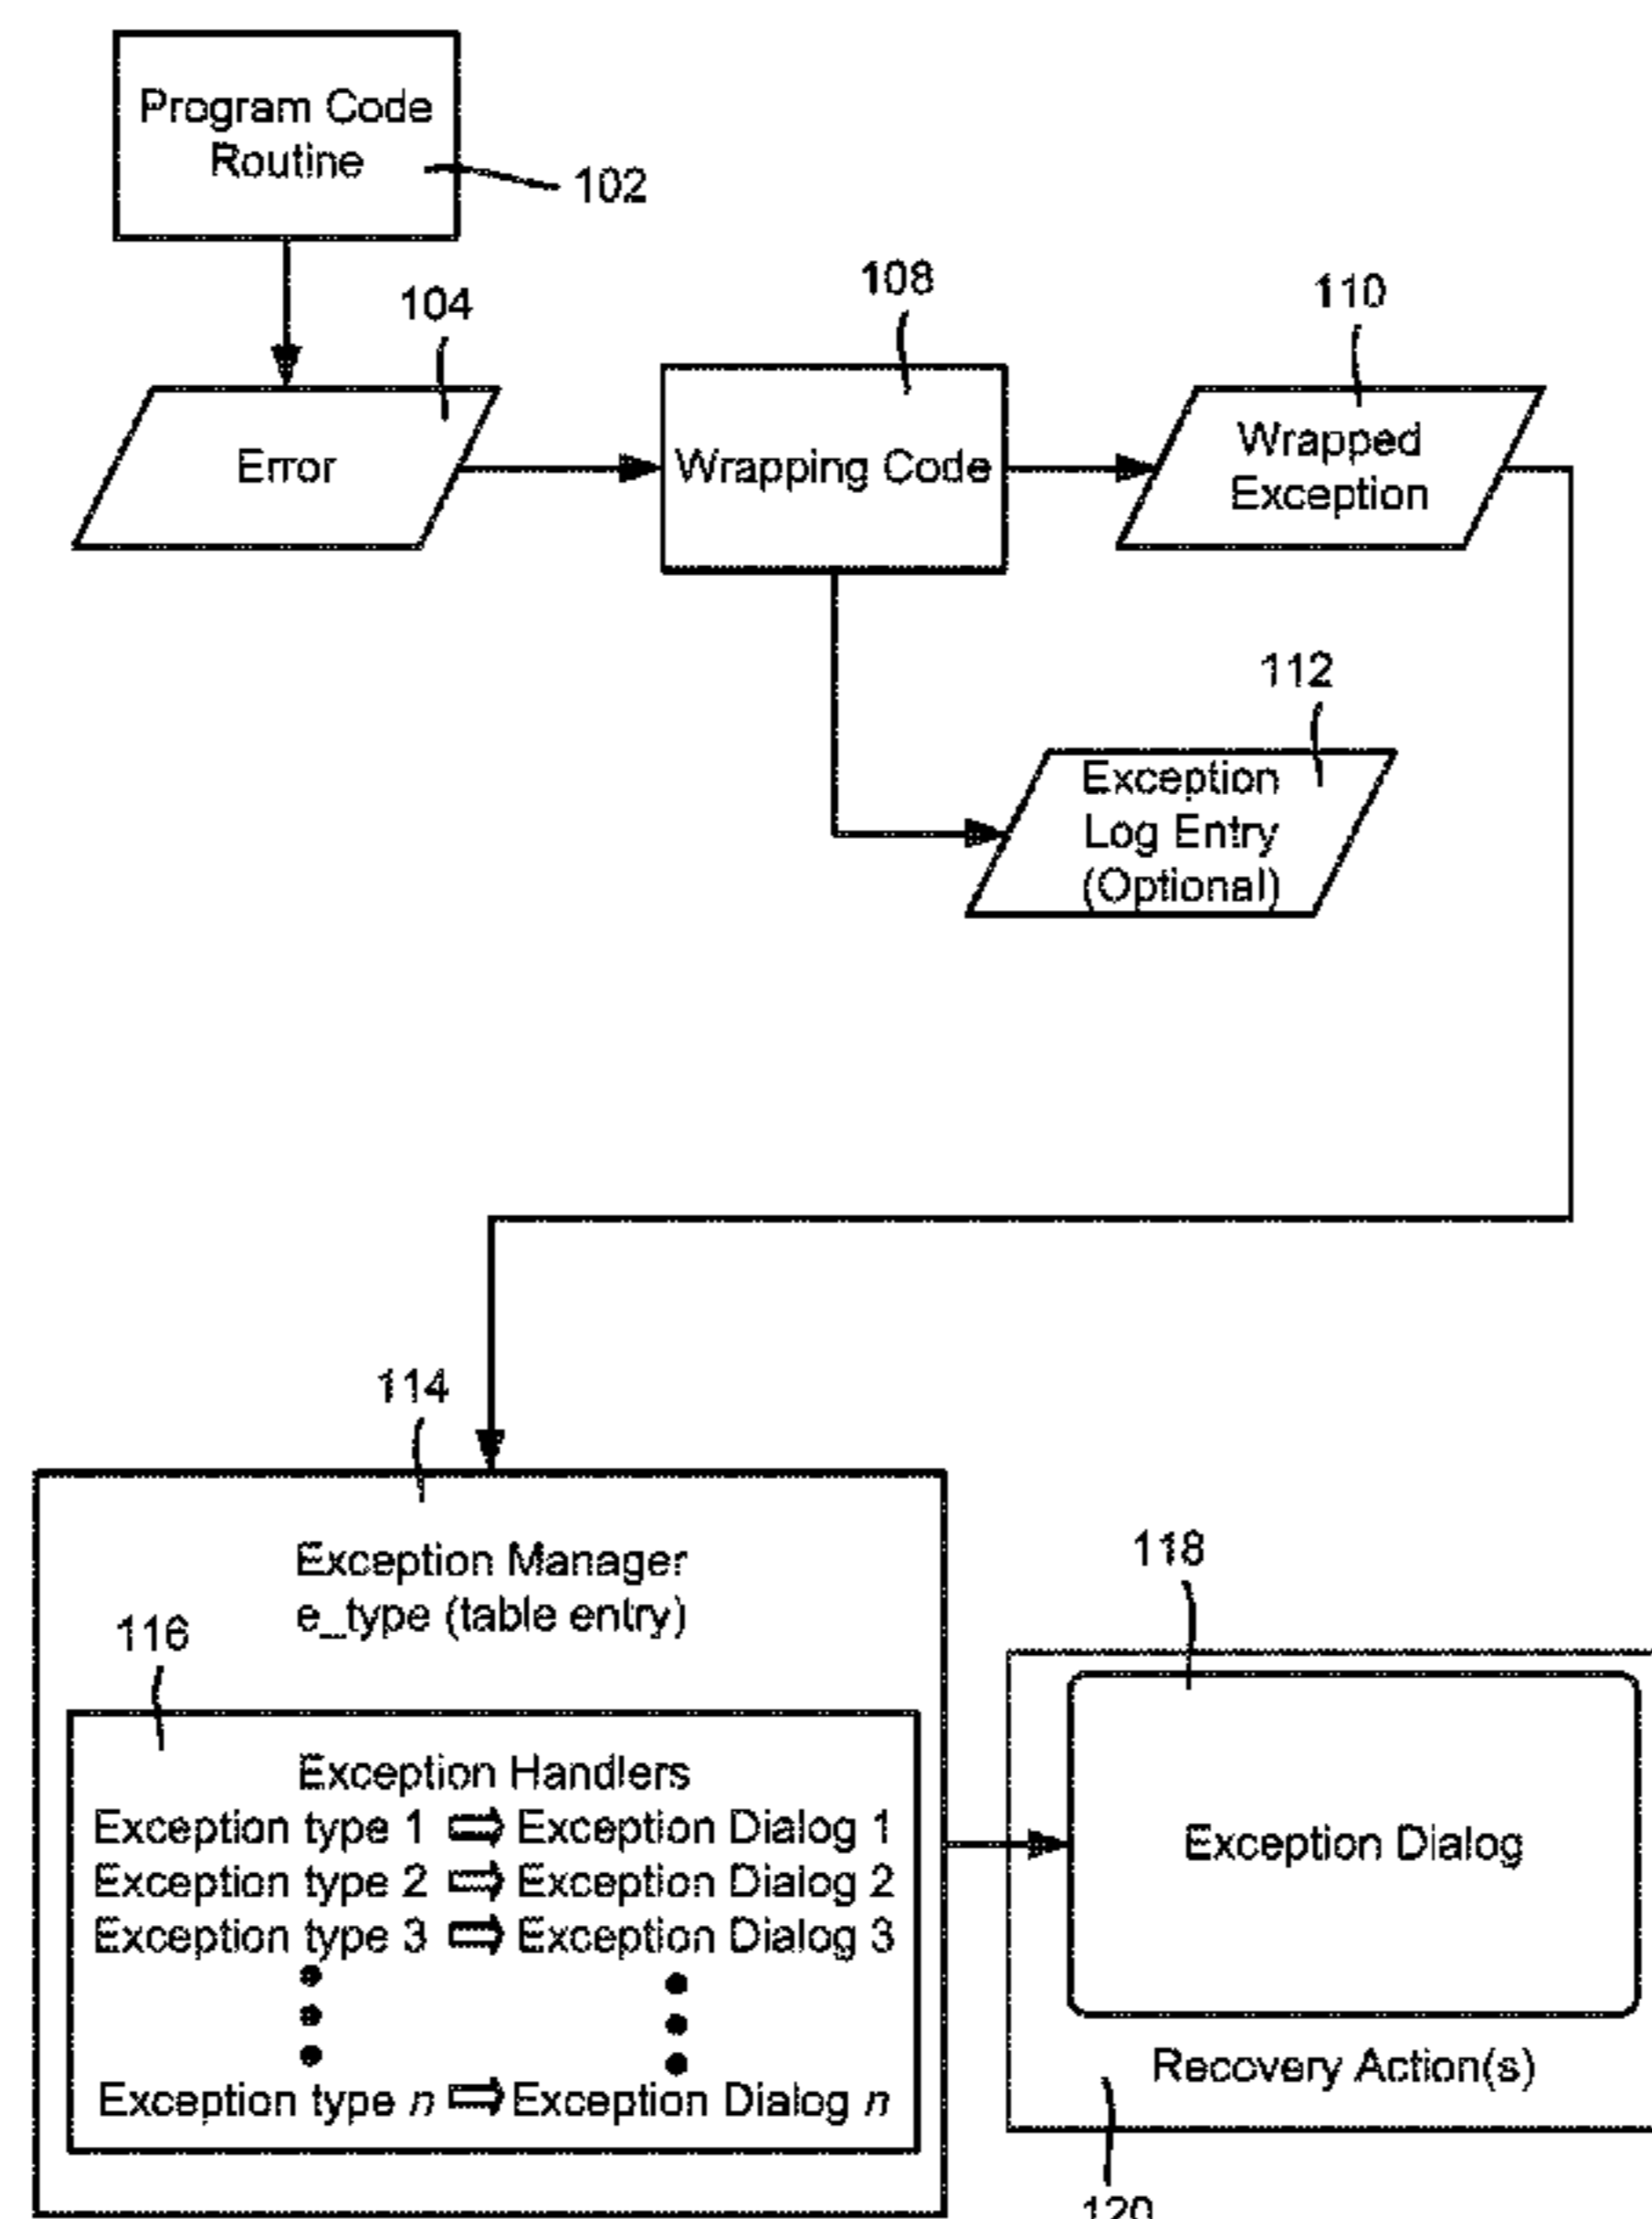 Program Code
Routine
102
104
Error
108
Wrapping Code
110
Wrapped
Exception
112
Exception
Log Entry
(Optional)
114
Exception Manager
e_type (table entry)
116
Exception Handlers
Exception type 1 ⇨ Exception Dialog 1
Exception type 2 ⇨ Exception Dialog 2
Exception type 3 ⇨ Exception Dialog 3
Exception type n ⇨ Exception Dialog n
118
Exception Dialog
Recovery Action(s)
120